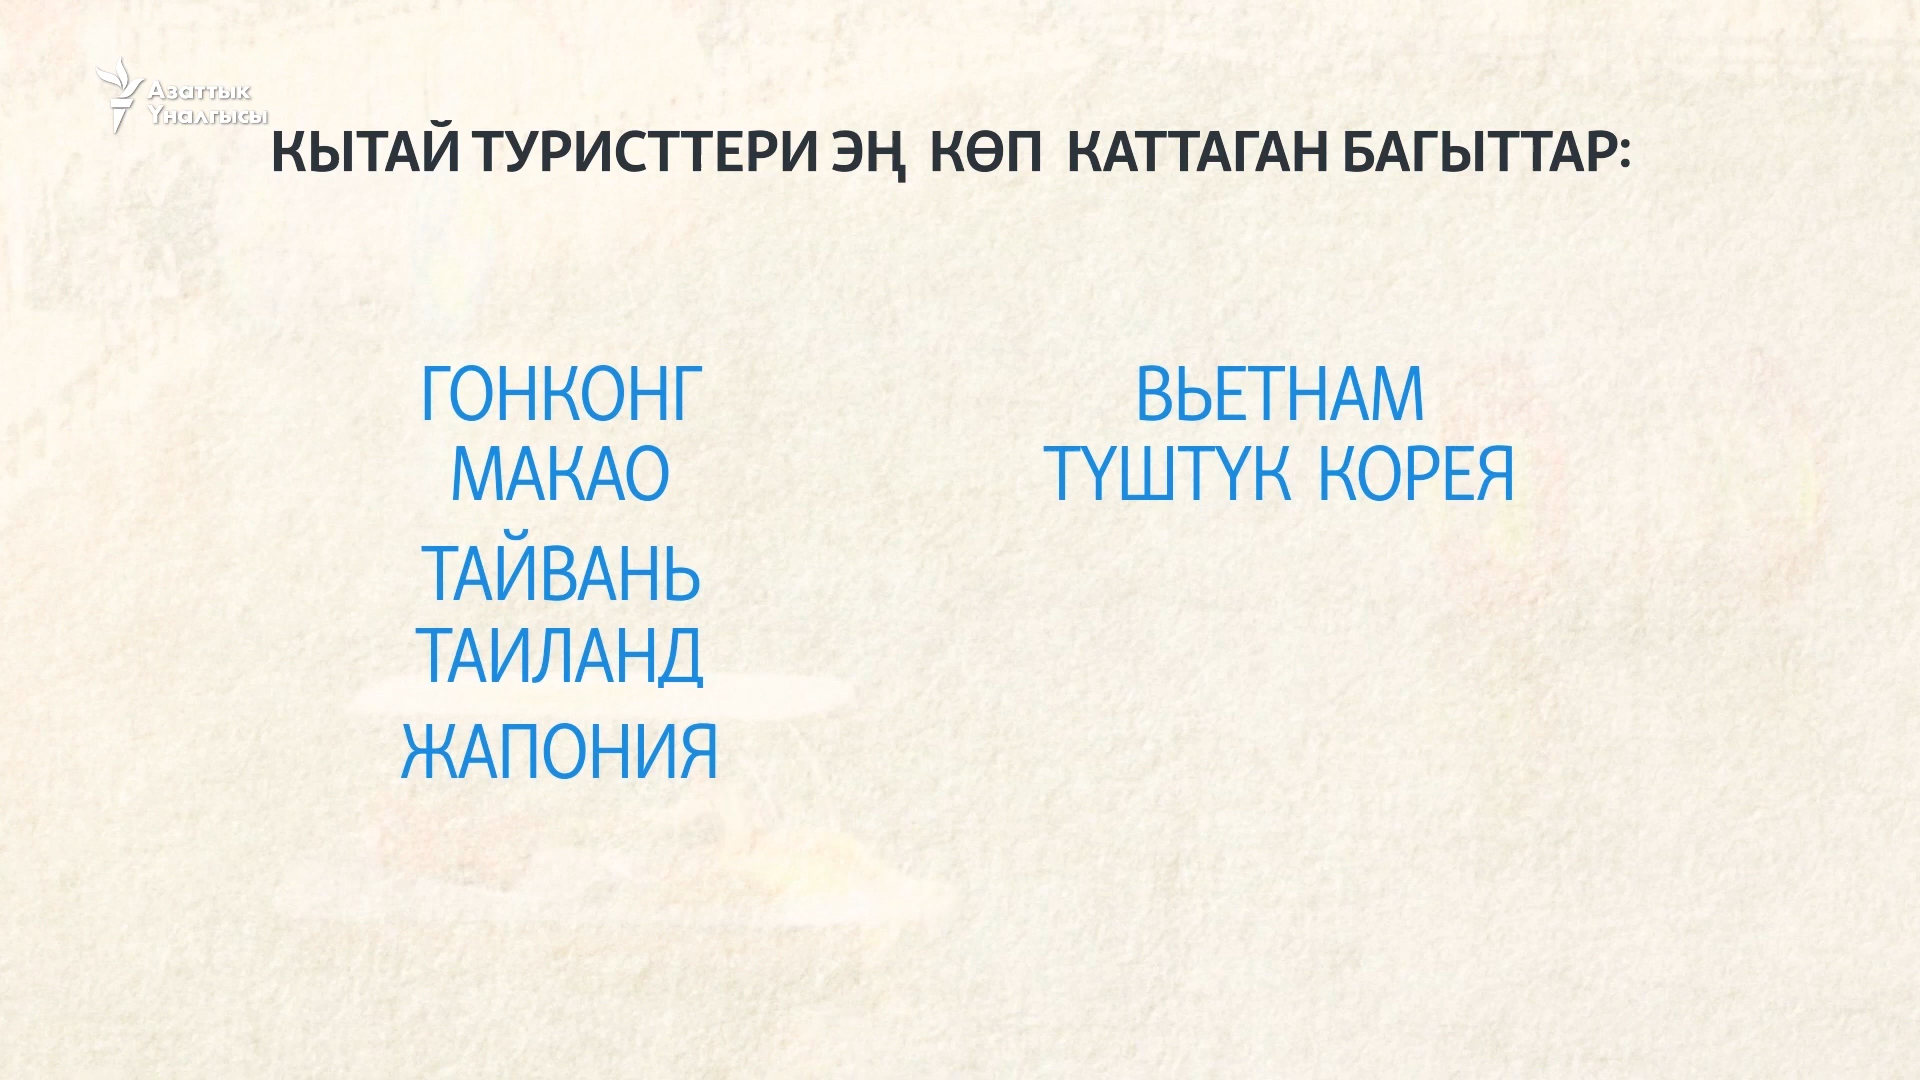 Азаттык
Үналгысы
КЫТАЙ ТУРИСТТЕРИ ЭҢ КӨП КАТТАГАН БАГЫТТАР:
ГОНКОНГ
МАКАО
ТАЙВАНЬ
ТАИЛАНД
ЖАПОНИЯ
ВЬЕТНАМ
ТҮШТҮК КОРЕЯ